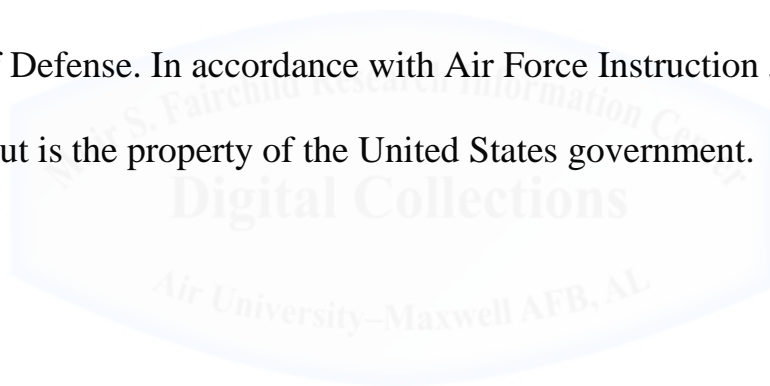 Defense. In accordance with Air Force Instruction
Muir S. Fairchild Research Information Center
ut is the property of the United States government.
Digital Collections
Air University–Maxwell AFB, AL